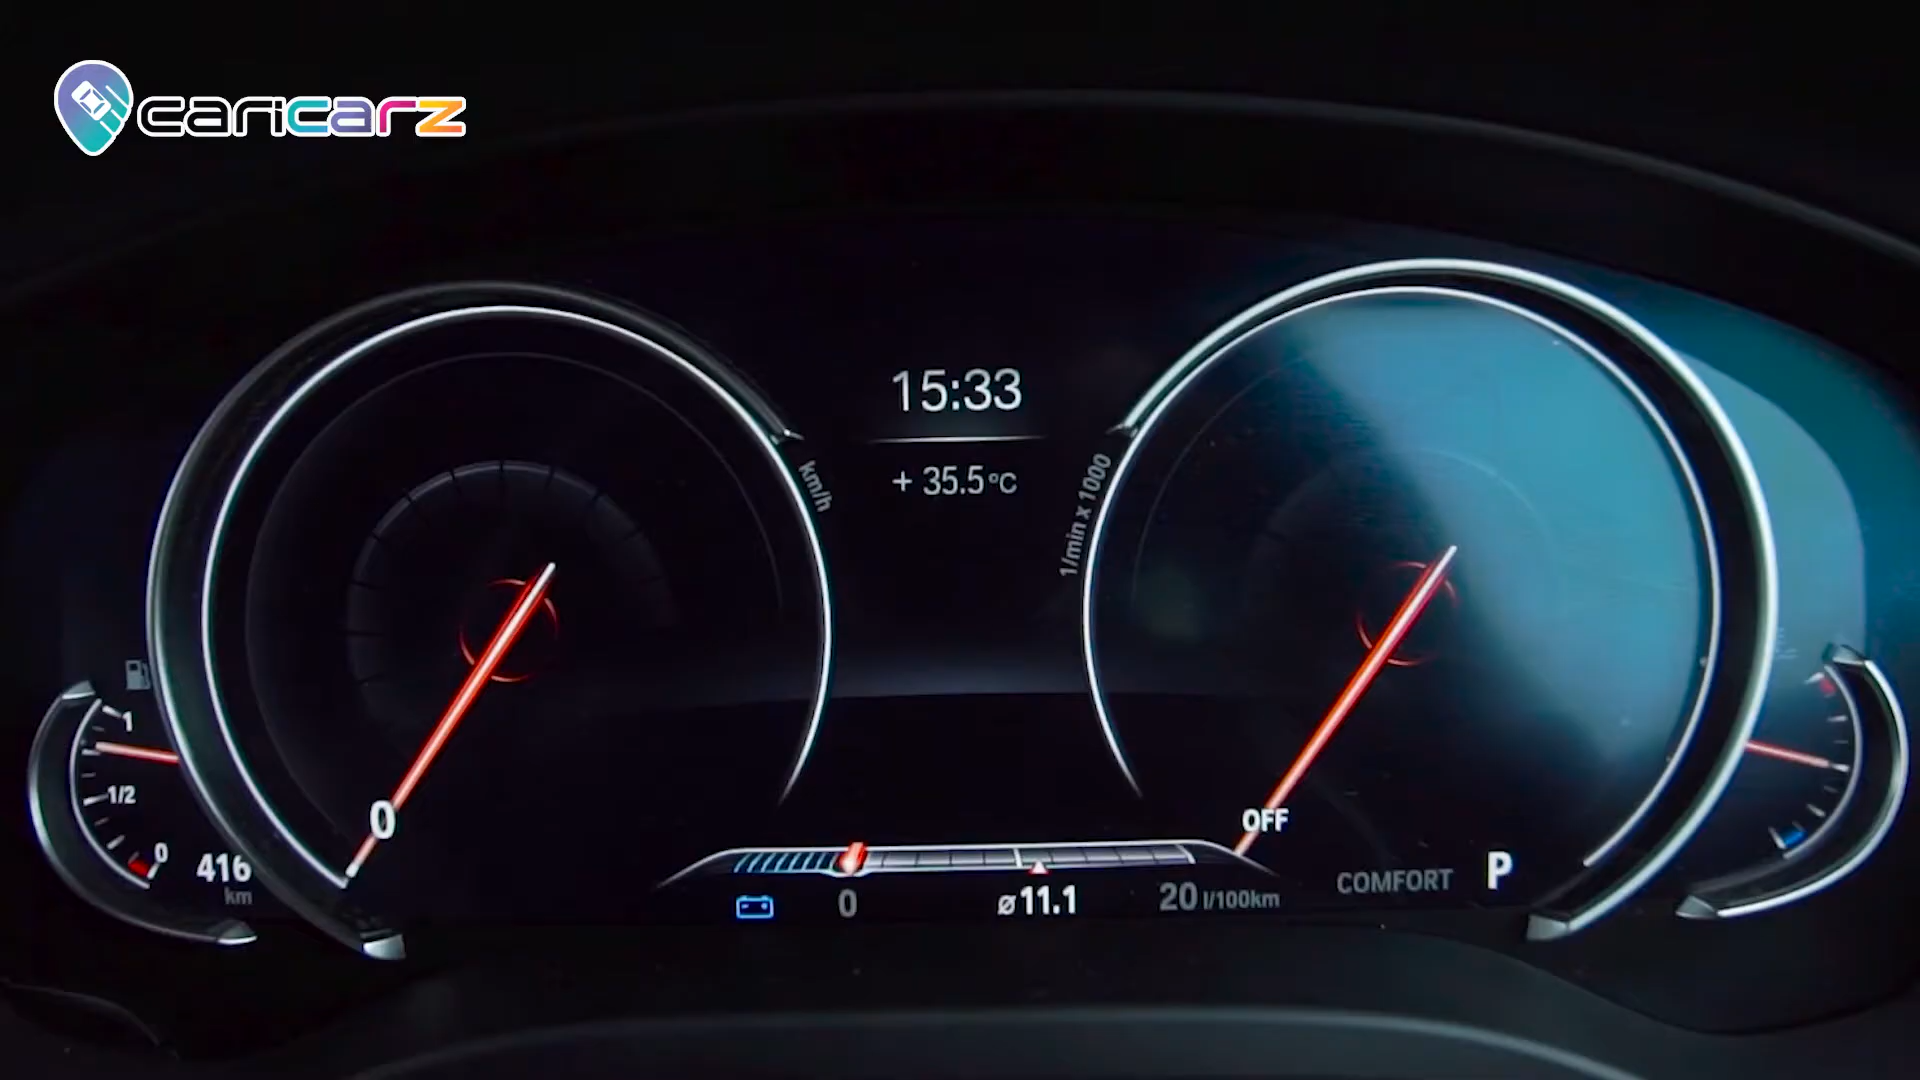 caricarz
15:33
+ 35.5°C
km/h
1/min x 1000
1
1/2
0
416
km
0
OFF
COMFORT
P
0
ø11.1
20 l/100km